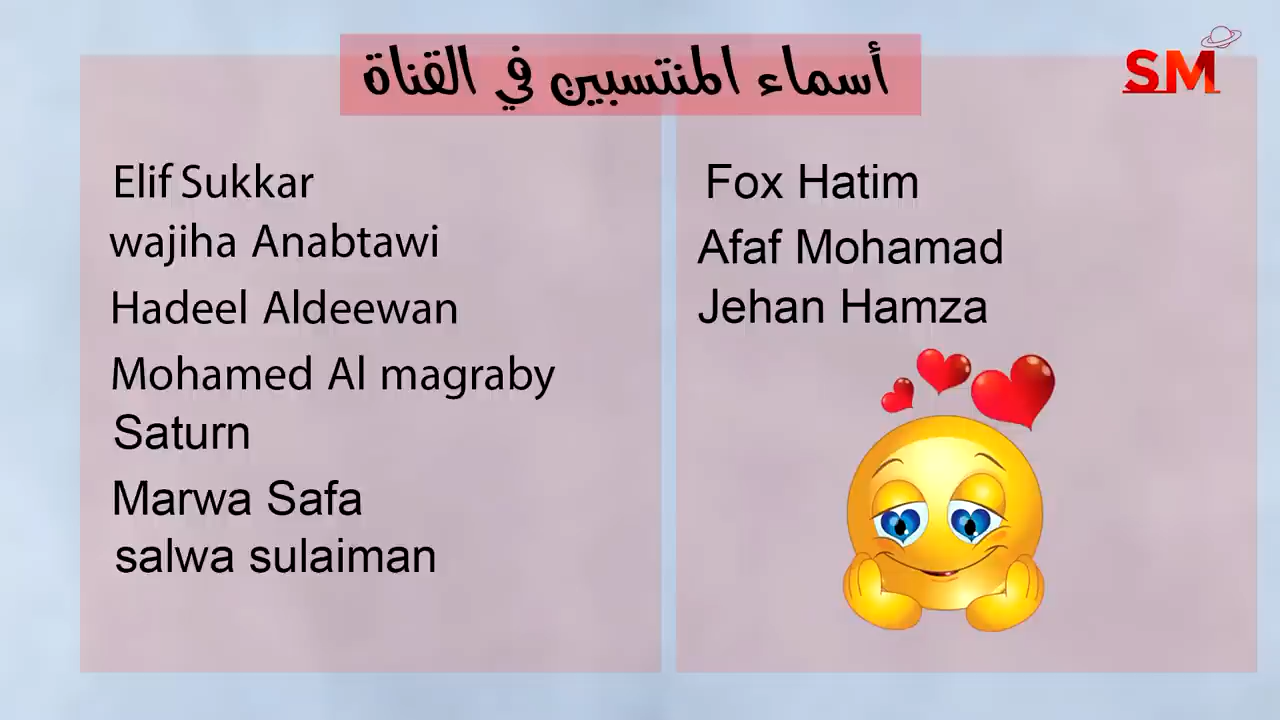 أسماء المنتسبين في القناة
SM
Elif Sukkar
wajiha Anabtawi
Hadeel Aldeewan
Mohamed Al magraby
Saturn
Marwa Safa
salwa sulaiman
Fox Hatim
Afaf Mohamad
Jehan Hamza